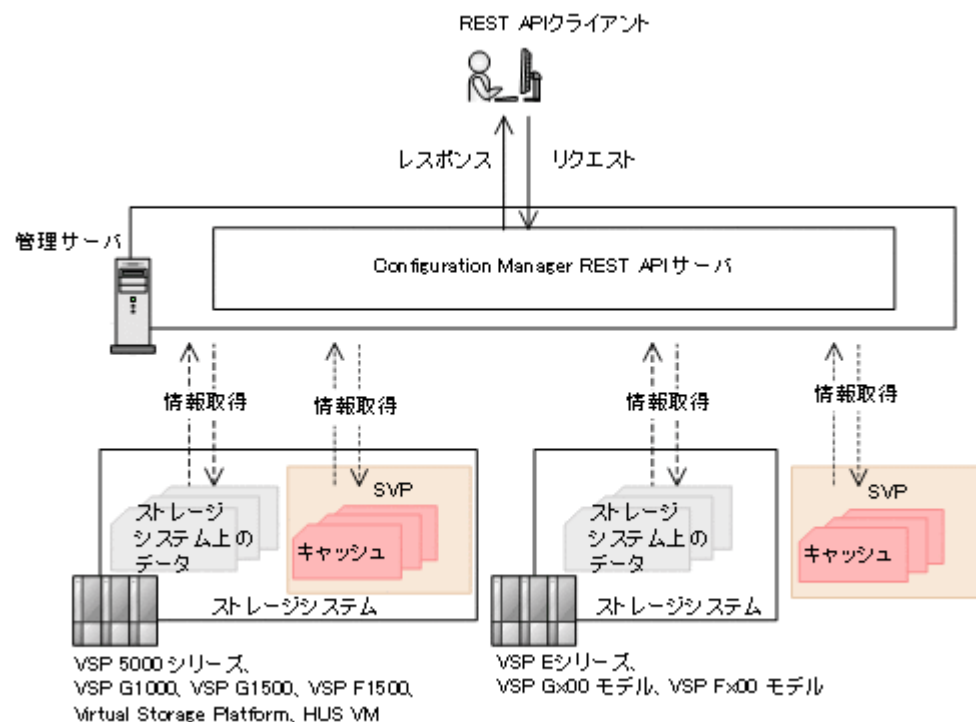 REST APIクライアント
レスポンス
リクエスト
管理サーバ
Configuration Manager REST APIサーバ
情報取得
情報取得
情報取得
情報取得
ストレージ
システム上の
データ
SVP
キャッシュ
ストレージシステム
ストレージ
システム上の
データ
ストレージシステム
SVP
キャッシュ
VSP 5000 シリーズ、
VSP G1000、VSP G1500、VSP F1500、
Virtual Storage Platform、HUS VM
VSP Eシリーズ、
VSP Gx00 モデル、VSP Fx00 モデル